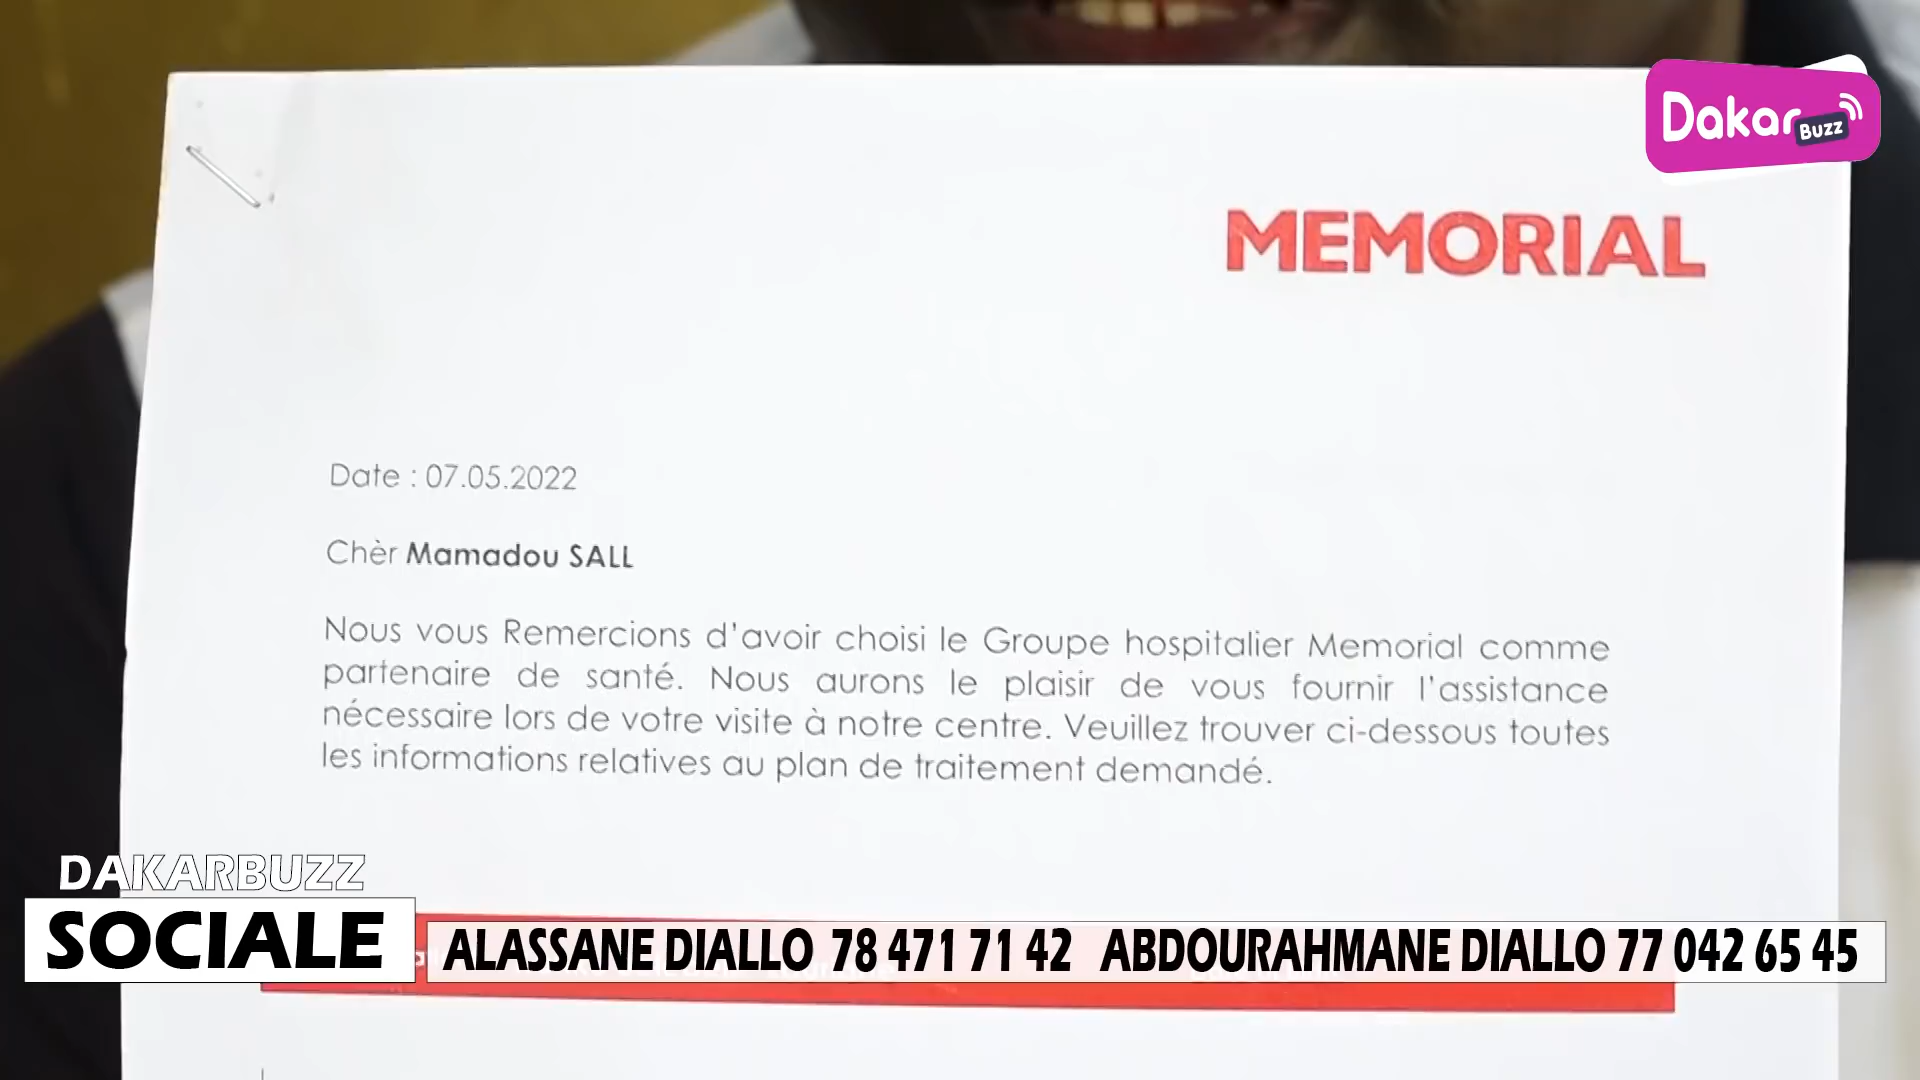 Dakar
Buzz
MEMORIAL
Date : 07.05.2022
Chèr Mamadou SALL
Nous vous Remercions d'avoir choisi le Groupe hospitalier Memorial comme
partenaire de santé. Nous aurons le plaisir de vous fournir l'assistance
nécessaire lors de votre visite à notre centre. Veuillez trouver ci-dessous toutes
les informations relatives au plan de traitement demandé.
DAKARBUZZ
SOCIALE
ALASSANE DIALLO 78 471 71 42 ABDOURAHMANE DIALLO 77 042 65 45